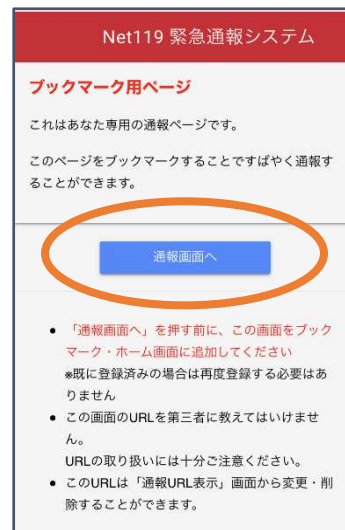 Net119 緊急通報システム
ブックマーク用ページ
これはあなた専用の通報ページです。
このページをブックマークすることですばやく通報す
ることができます。
通報画面へ
• 「通報画面へ」を押す前に、この画面をブック
マーク・ホーム画面に追加してください
※既に登録済みの場合は再度登録する必要はあ
りません
• この画面のURLを第三者に教えてはいけませ
ん。
URLの取り扱いには十分ご注意ください。
• このURLは「通報URL表示」画面から変更・削
除することができます。